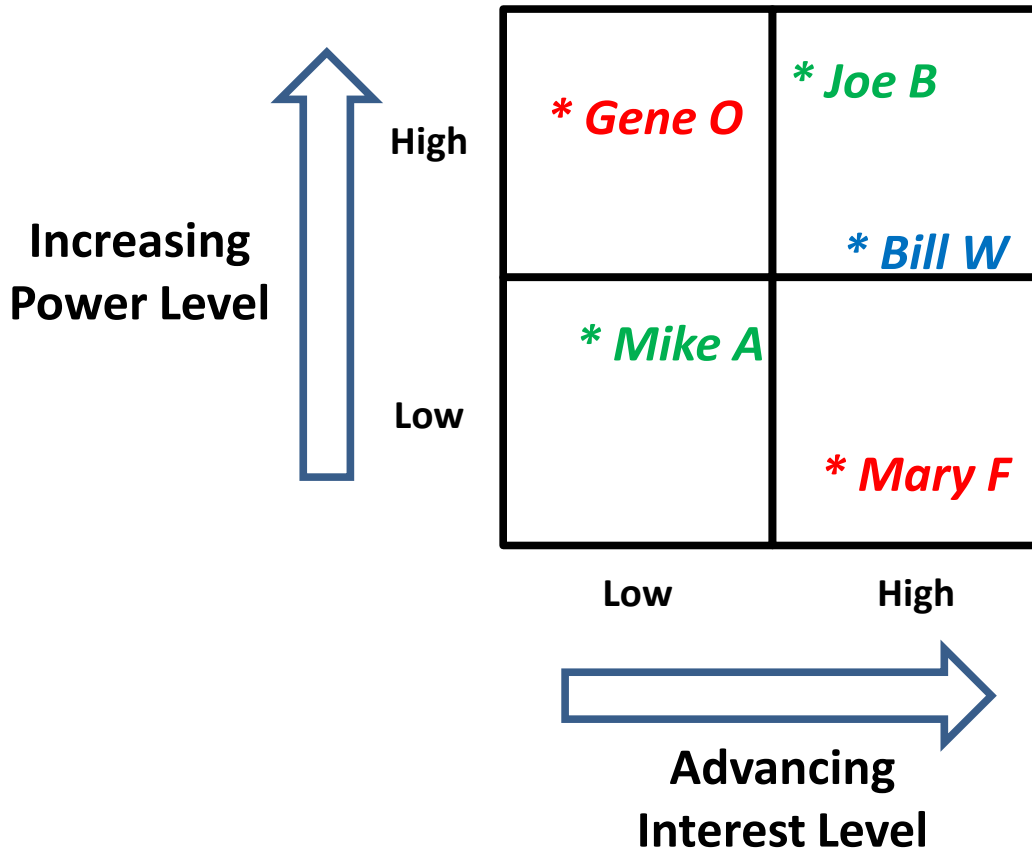 * Joe B
* Gene O
High
Increasing
Power Level
* Bill W
* Mike A
Low
* Mary F
Low
High
Advancing
Interest Level